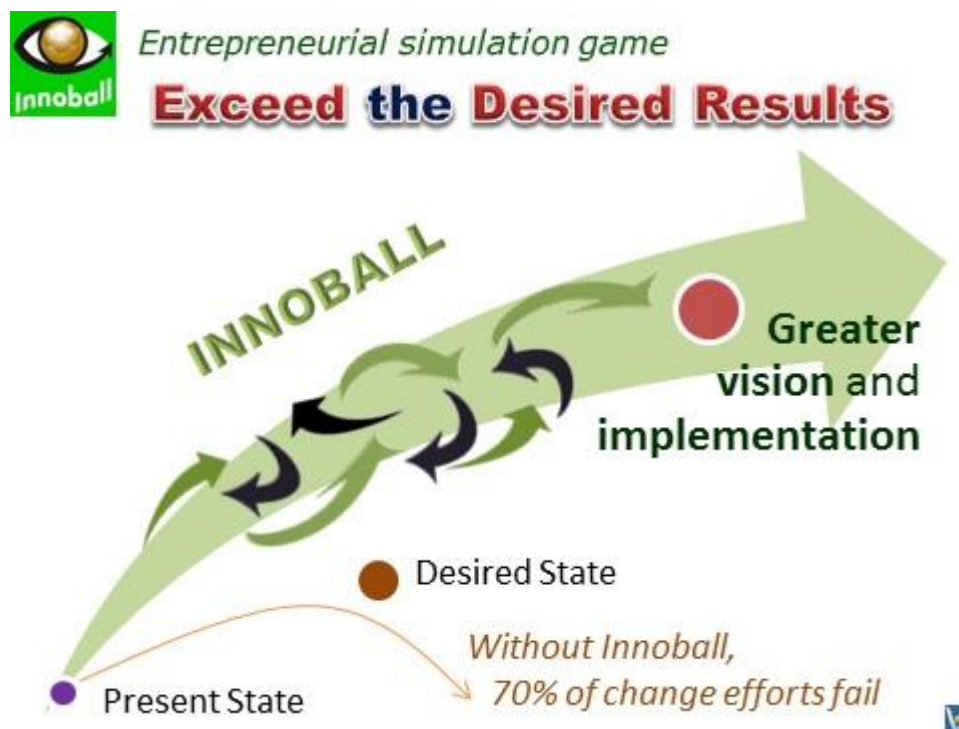 Innoball
Entrepreneurial simulation game
Exceed the Desired Results
INNOBALL
Greater
vision and
implementation
Desired State
Without Innoball,
70% of change efforts fail
Present State